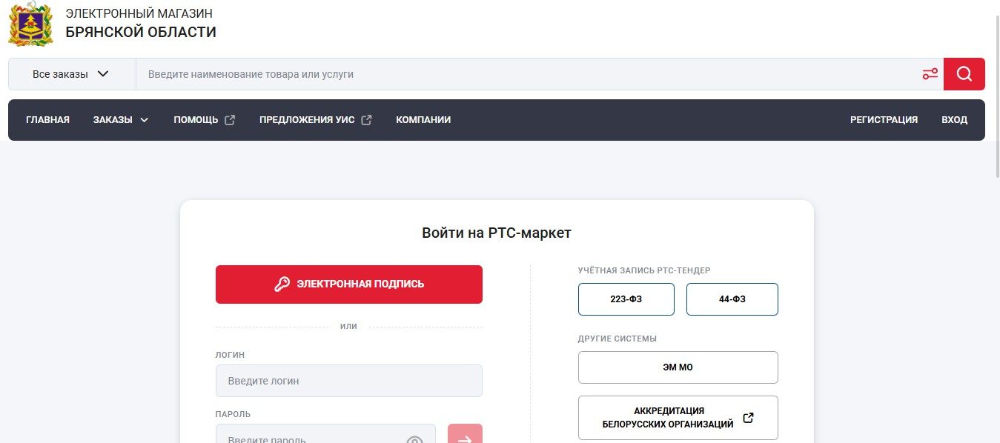 ЭЛЕКТРОННЫЙ МАГАЗИН
БРЯНСКОЙ ОБЛАСТИ
Все заказы
Введите наименование товара или услуги
ГЛАВНАЯ ЗАКАЗЫ ПОМОЩЬ ПРЕДЛОЖЕНИЯ УИС КОМПАНИИ РЕГИСТРАЦИЯ ВХОД
Войти на РТС-маркет
ЭЛЕКТРОННАЯ ПОДПИСЬ
ИЛИ
ЛОГИН
Введите логин
ПАРОЛЬ
Введите пароль
УЧЁТНАЯ ЗАПИСЬ РТС-ТЕНДЕР
223-ФЗ 44-ФЗ
ДРУГИЕ СИСТЕМЫ
ЭМ МО
АККРЕДИТАЦИЯ
БЕЛОРУССКИХ ОРГАНИЗАЦИЙ